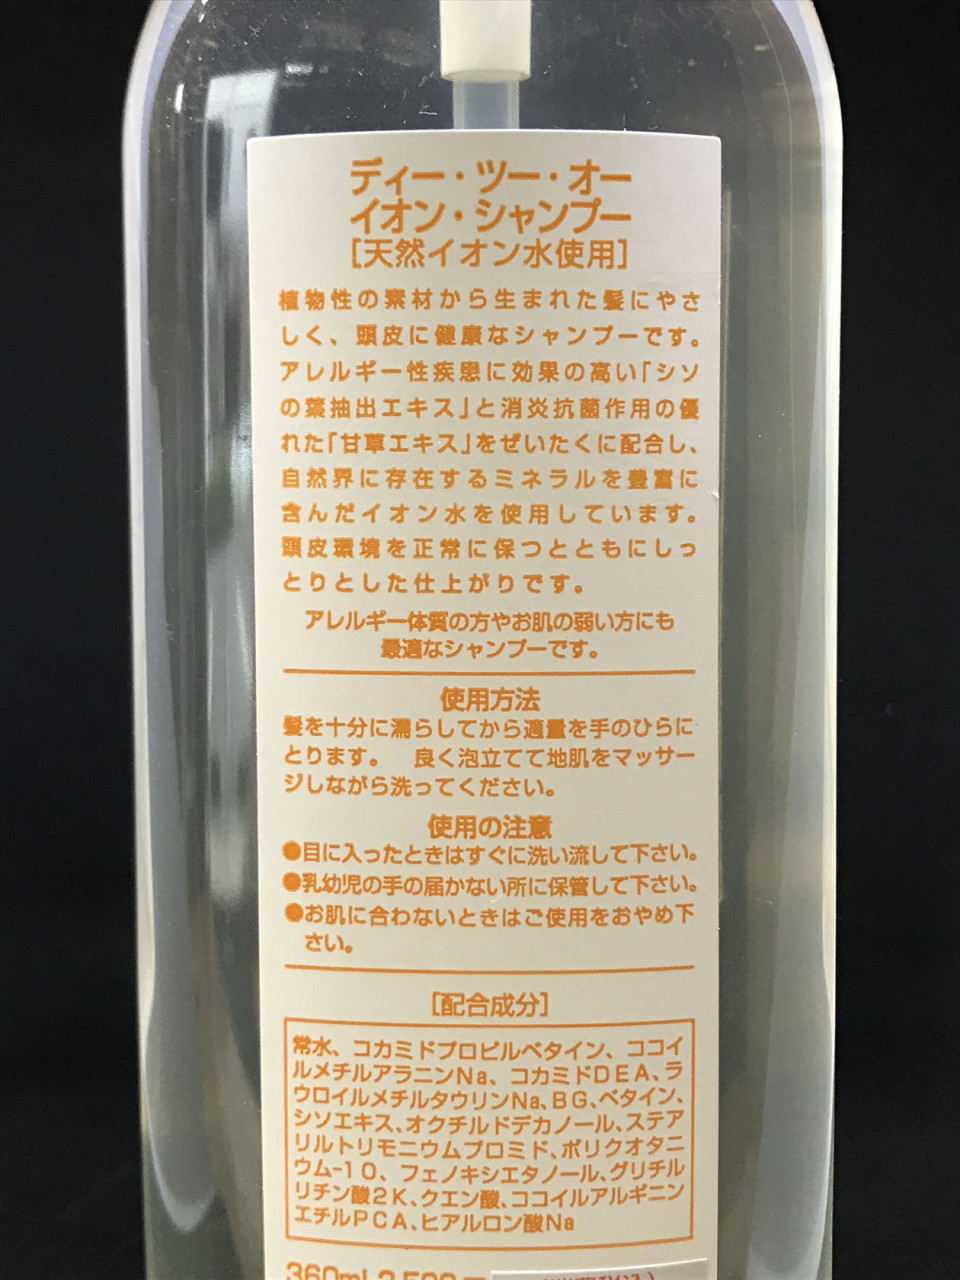 ディー・ツー・オー
イオン・シャンプー
[天然イオン水使用]
植物性の素材から生まれた髪にやさ
しく、頭皮に健康なシャンプーです。
アレルギー性疾患に効果の高い「シソ
の葉抽出エキス」と消炎抗菌作用の優
れた「甘草エキス」をぜいたくに配合し、
自然界に存在するミネラルを豊富に
含んだイオン水を使用しています。
頭皮環境を正常に保つとともにしっ
とりとした仕上がりです。
アレルギー体質の方やお肌の弱い方にも
最適なシャンプーです。
使用方法
髪を十分に濡らしてから適量を手のひらに
とります。 良く泡立てて地肌をマッサー
ジしながら洗ってください。
使用の注意
●目に入ったときはすぐに洗い流して下さい。
●乳幼児の手の届かない所に保管して下さい。
●お肌に合わないときはご使用をおやめ下
さい。
[配合成分]
常水、コカミドプロピルベタイン、ココイ
ルメチルアラニンNa、コカミドDEA、ラ
ウロイルメチルタウリンNa、BG、ベタイン、
シソエキス、オクチルドデカノール、ステア
リルトリモニウムブロミド、ポリクオタニ
ウム-10、フェノキシエタノール、グリチル
リチン酸2K、クエン酸、ココイルアルギニン
エチルPCA、ヒアルロン酸Na
360ml